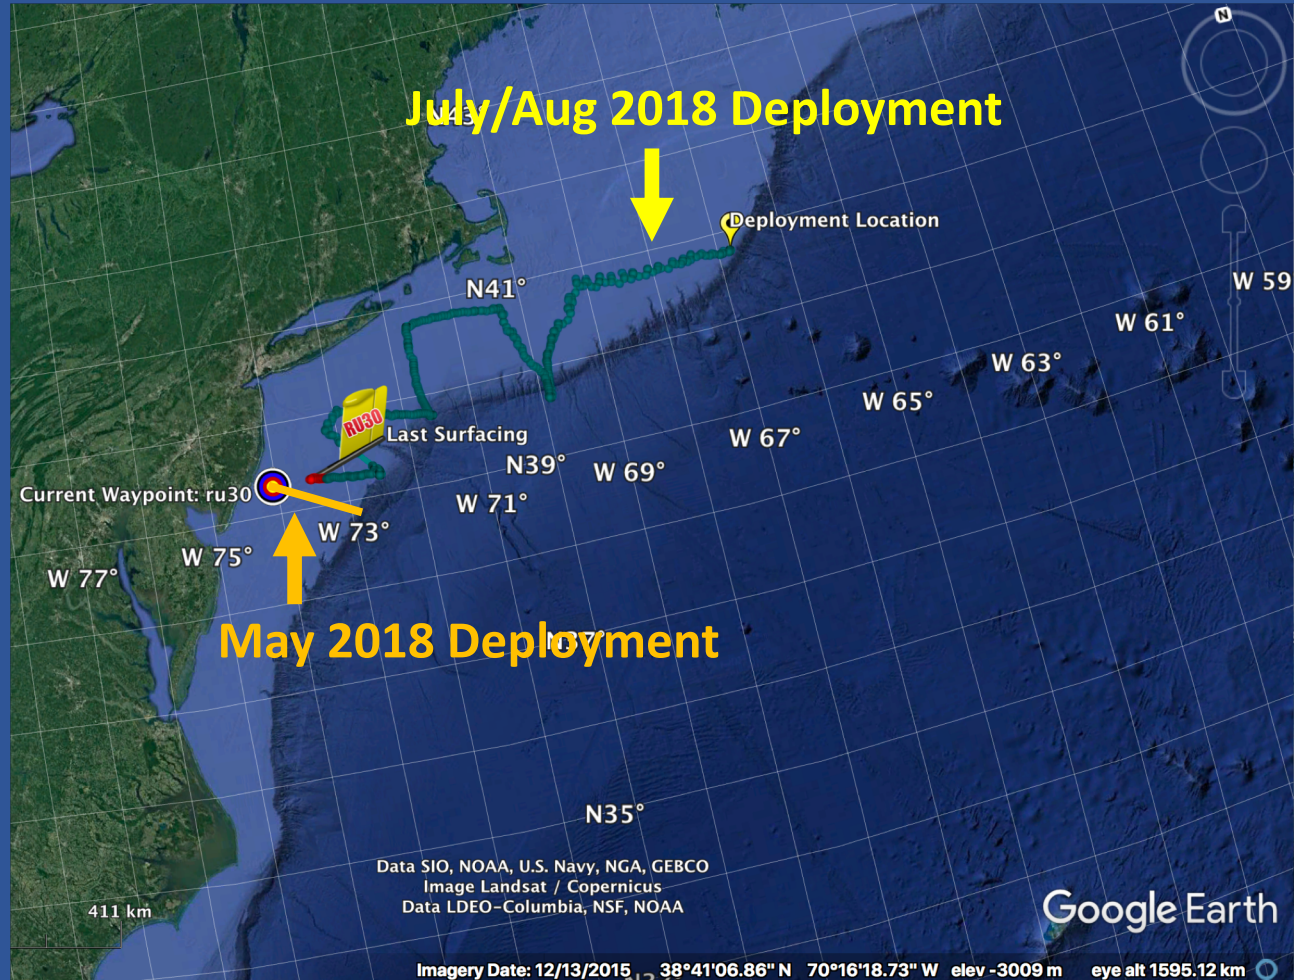 N
N43°
July/Aug 2018 Deployment
Deployment Location
W 59
N41°
W 61°
W 63°
W 65°
RU30
Last Surfacing
W 67°
N39°
W 69°
Current Waypoint: ru30
W 71°
W 73°
W 75°
W 77°
May 2018 Deployment
N37°
N35°
Data SIO, NOAA, U.S. Navy, NGA, GEBCO
Image Landsat / Copernicus
Data LDEO-Columbia, NSF, NOAA
411 km
Google Earth
Imagery Date: 12/13/2015 38°41'06.86" N 70°16'18.73" W elev -3009 m eye alt 1595.12 km